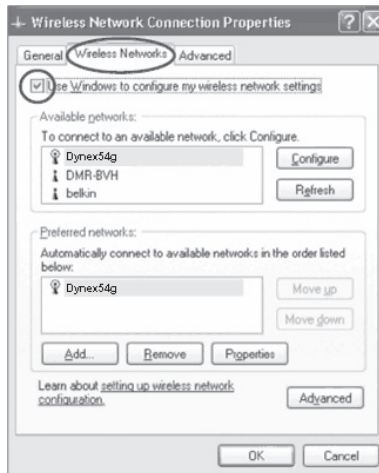 Wireless Network Connection Properties
General Wireless Networks Advanced
Use Windows to configure my wireless network settings
Available networks:
To connect to an available network, click Configure.
Dynex54g
DMR-BVH
belkin
Configure
Refresh
Preferred networks:
Automatically connect to available networks in the order listed
below:
Dynex54g
Move up
Move down
Add... Remove Properties
Learn about setting up wireless network
configuration.
Advanced
OK Cancel